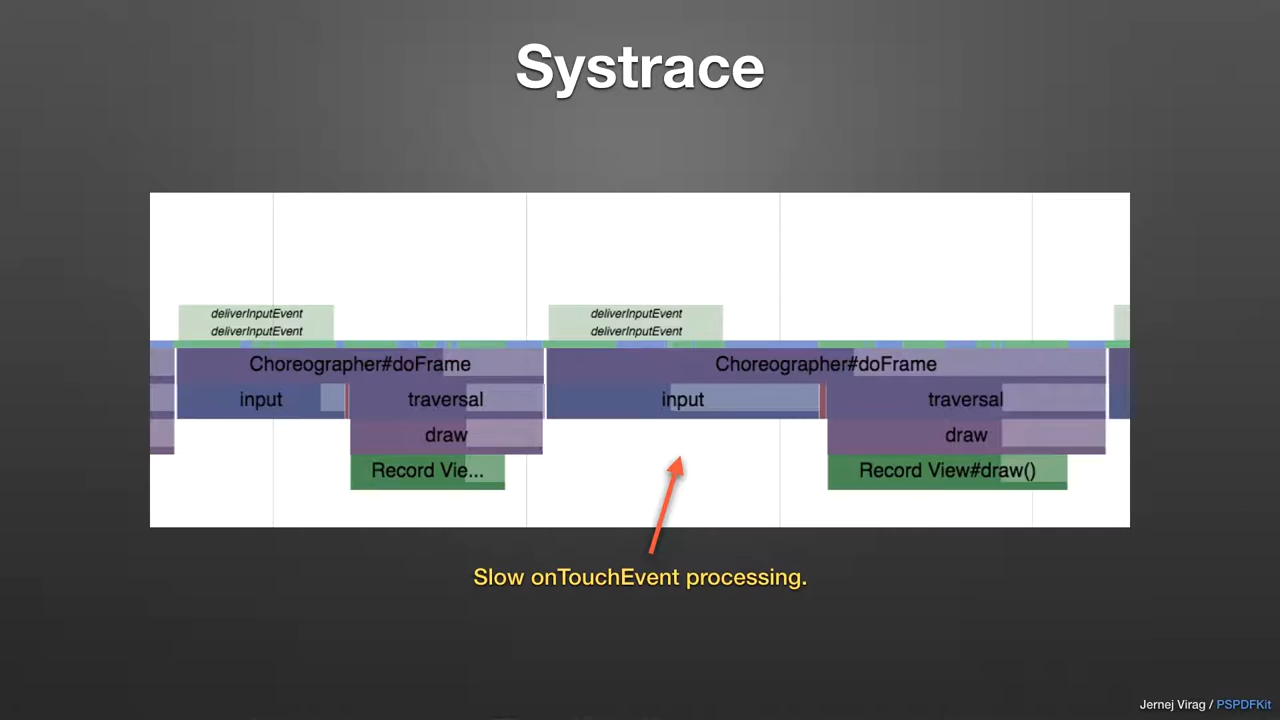 Systrace
deliverInputEvent deliverInputEvent
deliverInputEvent deliverInputEvent
Choreographer#doFrame Choreographer#doFrame
input traversal input traversal
draw draw
Record Vie... Record View#draw()
Slow onTouchEvent processing.
Jernej Virag / PSPDFKit